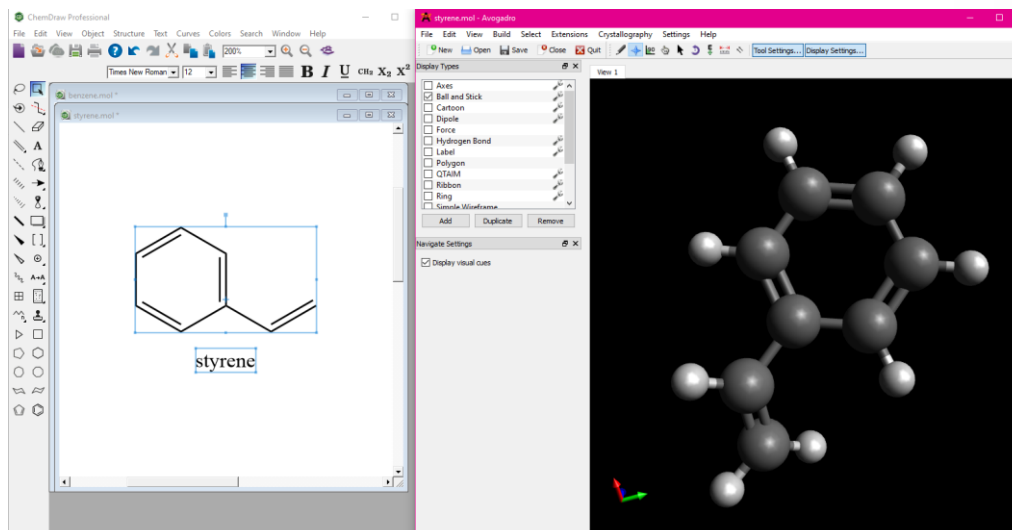 ChemDraw Professional
File Edit View Object Structure Text Curves Colors Search Window Help
200%
Times New Roman 12 B I U CH₂ X₂ X²
benzene.mol *
styrene.mol *
A
A→A
styrene
styrene.mol - Avogadro
File Edit View Build Select Extensions Crystallography Settings Help
New Open Save Close Quit Tool Settings... Display Settings...
Display Types
Axes
Ball and Stick
Cartoon
Dipole
Force
Hydrogen Bond
Label
Polygon
QTAIM
Ribbon
Ring
Simple Wireframe
Add Duplicate Remove
Navigate Settings
Display visual cues
View 1